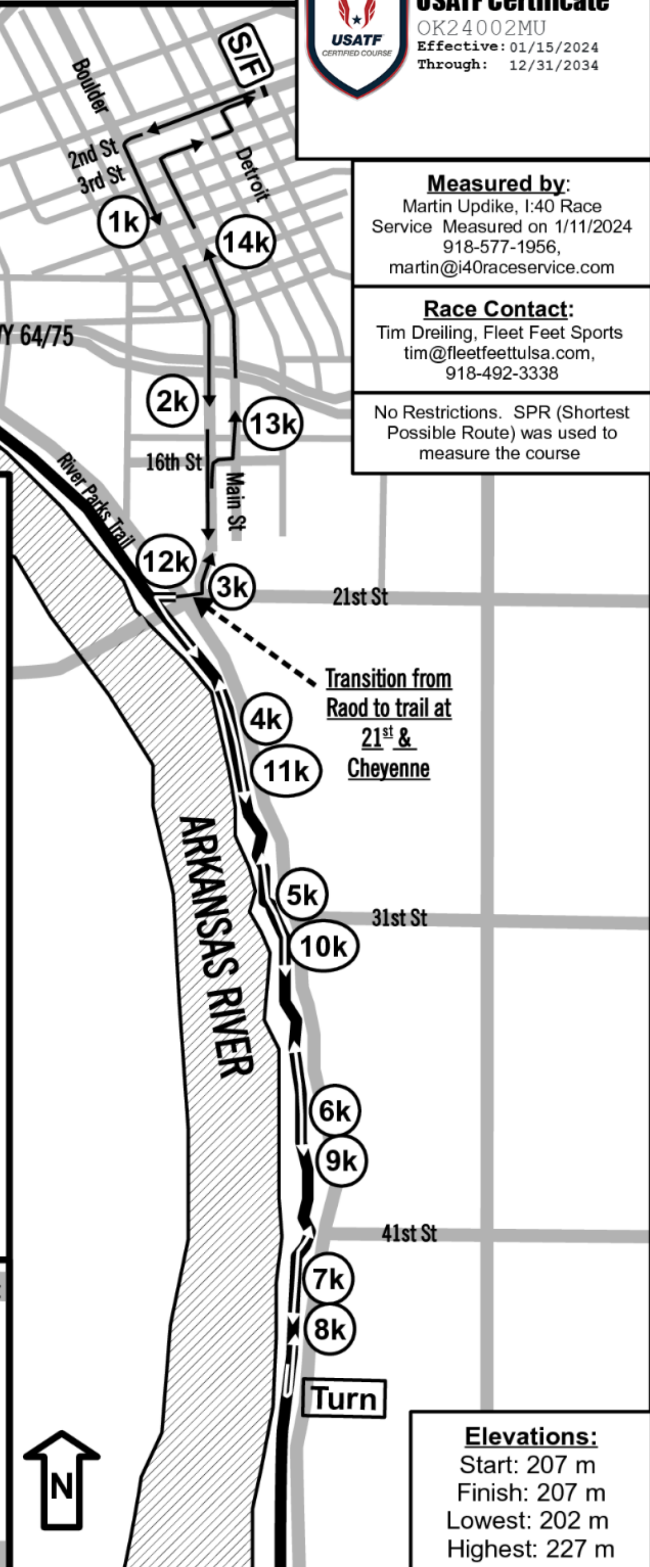 USATF Certificate
OK24002MU
Effective: 01/15/2024
Through: 12/31/2034
USATF
CERTIFIED COURSE
Measured by:
Martin Updike, I:40 Race
Service Measured on 1/11/2024
918-577-1956,
martin@i40raceservice.com
Race Contact:
Tim Dreiling, Fleet Feet Sports
tim@fleetfeettulsa.com,
918-492-3338
No Restrictions. SPR (Shortest
Possible Route) was used to
measure the course
S/F
Boulder
2nd St
3rd St
Detroit
1k
14k
Y 64/75
2k
13k
16th St
Main St
River Parks Trail
12k
3k
21st St
Transition from
Raod to trail at
21st &
Cheyenne
4k
11k
ARKANSAS RIVER
5k
31st St
10k
6k
9k
41st St
7k
8k
Turn
N
Elevations:
Start: 207 m
Finish: 207 m
Lowest: 202 m
Highest: 227 m